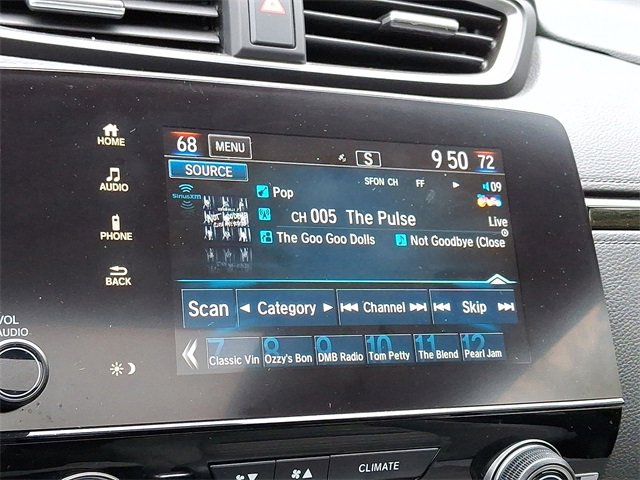 68 MENU S 9 50 72
HOME
SOURCE
SFON CH FF 09
SiriusXM
Pop
AUDIO
CH 005 The Pulse
Live
PHONE
The Goo Goo Dolls Not Goodbye (Close
BACK
Scan Category Channel Skip
7 8 9 10 11 12
Classic Vin Ozzy's Bon DMB Radio Tom Petty The Blend Pearl Jam
VOL
AUDIO
CLIMATE